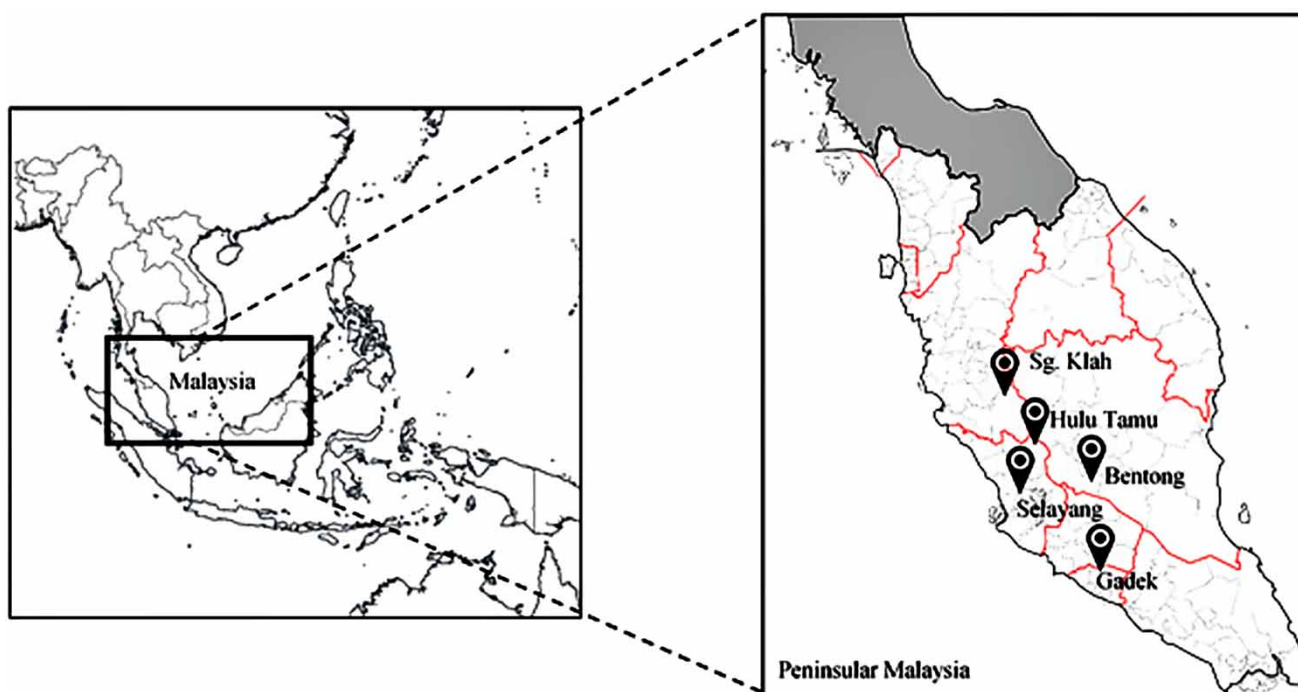 Malaysia
Sg. Klah
Hulu Tamu
Bentong
Selayang
Gadek
Peninsular Malaysia